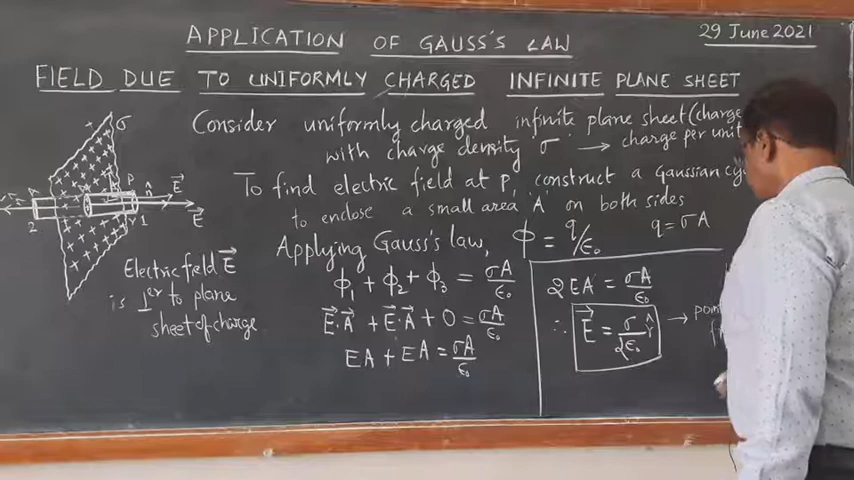 29 June 2021
APPLICATION OF GAUSS'S LAW
FIELD DUE TO UNIFORMLY CHARGED INFINITE PLANE SHEET
Consider uniformly charged infinite plane sheet (charge
with charge density 'σ' → charge per unit
To find electric field at P, construct a gaussian
to enclose a small area 'A' on both sides
Applying Gauss's law, ϕ = q/ε₀
q = σA
ϕ₁ + ϕ₂ + ϕ₃ = σA/ε₀
E⃗·A⃗ + E⃗·A⃗ + 0 = σA/ε₀
EA + EA = σA/ε₀
2EA = σA/ε₀
∴ E⃗ = σ/2ε₀ r̂ →
σ
P
n̂
E⃗
E⃗
2
1
Electric field E⃗
is ⊥er to plane
sheet of charge